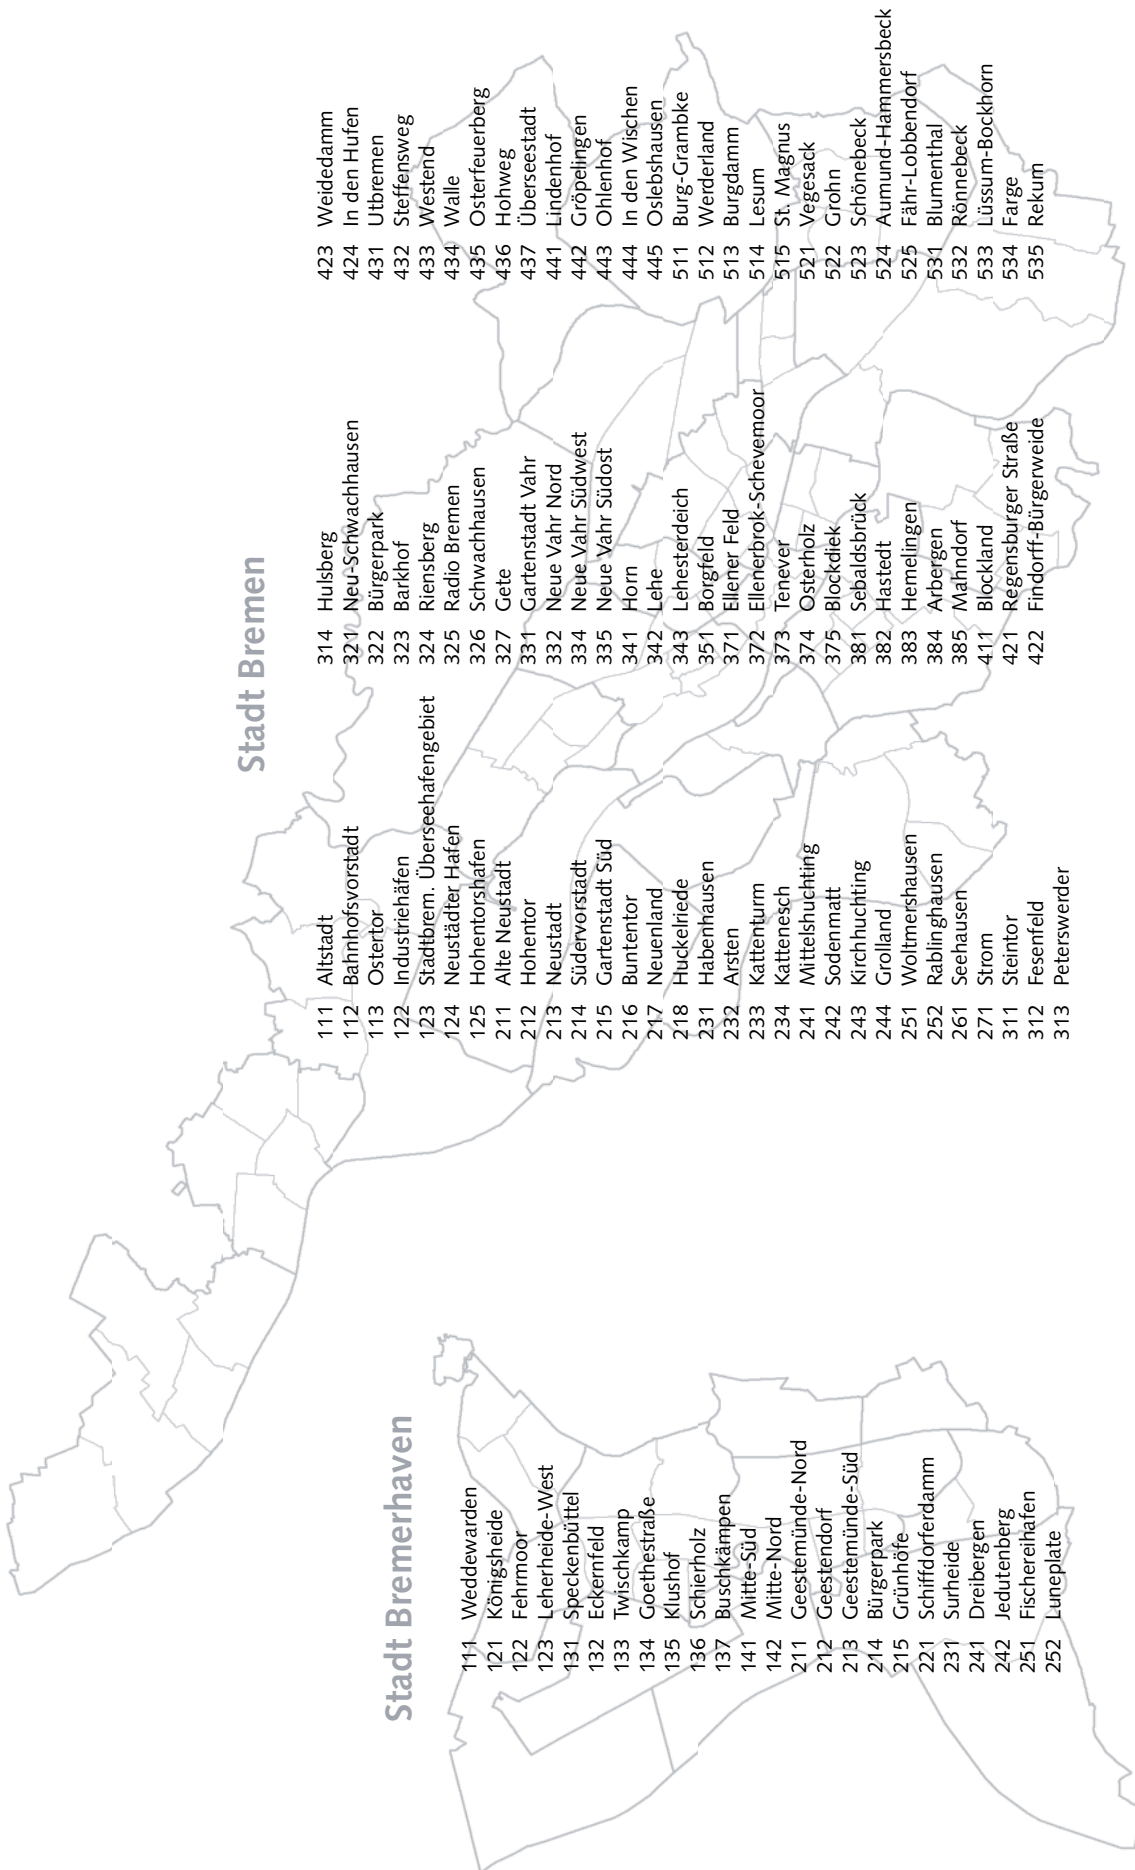 Stadt Bremen
111 Altstadt
112 Bahnhofsvorstadt
113 Ostertor
122 Industriehäfen
123 Stadtbrem. Überseehafengebiet
124 Neustädter Hafen
125 Hohentorshafen
211 Alte Neustadt
212 Hohentor
213 Neustadt
214 Südervorstadt
215 Gartenstadt Süd
216 Buntentor
217 Neuenland
218 Huckelriede
231 Habenhausen
232 Arsten
233 Kattenturm
234 Kattenesch
241 Mittelshuchting
242 Sodenmatt
243 Kirchhuchting
244 Grolland
251 Woltmershausen
252 Rablinghausen
261 Seehausen
271 Strom
311 Steintor
312 Fesenfeld
313 Peterswerder
314 Hulsberg
321 Neu-Schwachhausen
322 Bürgerpark
323 Barkhof
324 Riensberg
325 Radio Bremen
326 Schwachhausen
327 Gete
331 Gartenstadt Vahr
332 Neue Vahr Nord
334 Neue Vahr Südwest
335 Neue Vahr Südost
341 Horn
342 Lehe
343 Lehesterdeich
351 Borgfeld
371 Ellener Feld
372 Ellenerbrok-Schevemoor
373 Tenever
374 Osterholz
375 Blockdiek
381 Sebaldsbrück
382 Hastedt
383 Hemelingen
384 Arbergen
385 Mahndorf
411 Blockland
421 Regensburger Straße
422 Findorff-Bürgerweide
423 Weidedamm
424 In den Hufen
431 Utbremen
432 Steffensweg
433 Westend
434 Walle
435 Osterfeuerberg
436 Hohweg
437 Überseestadt
441 Lindenhof
442 Gröpelingen
443 Ohlenhof
444 In den Wischen
445 Oslebshausen
511 Burg-Grambke
512 Werderland
513 Burgdamm
514 Lesum
515 St. Magnus
521 Vegesack
522 Grohn
523 Schönebeck
524 Aumund-Hammersbeck
525 Fähr-Lobbendorf
531 Blumenthal
532 Rönnebeck
533 Lüssum-Bockhorn
534 Farge
535 Rekum
Stadt Bremerhaven
111 Weddewarden
121 Königsheide
122 Fehrmoor
123 Leherheide-West
131 Speckenbüttel
132 Eckernfeld
133 Twischkamp
134 Goethestraße
135 Klushof
136 Schierholz
137 Buschkämpen
141 Mitte-Süd
142 Mitte-Nord
211 Geestemünde-Nord
212 Geestendorf
213 Geestemünde-Süd
214 Bürgerpark
215 Grünhöfe
221 Schiffdorferdamm
231 Surheide
241 Dreibergen
242 Jedutenberg
251 Fischereihafen
252 Luneplate